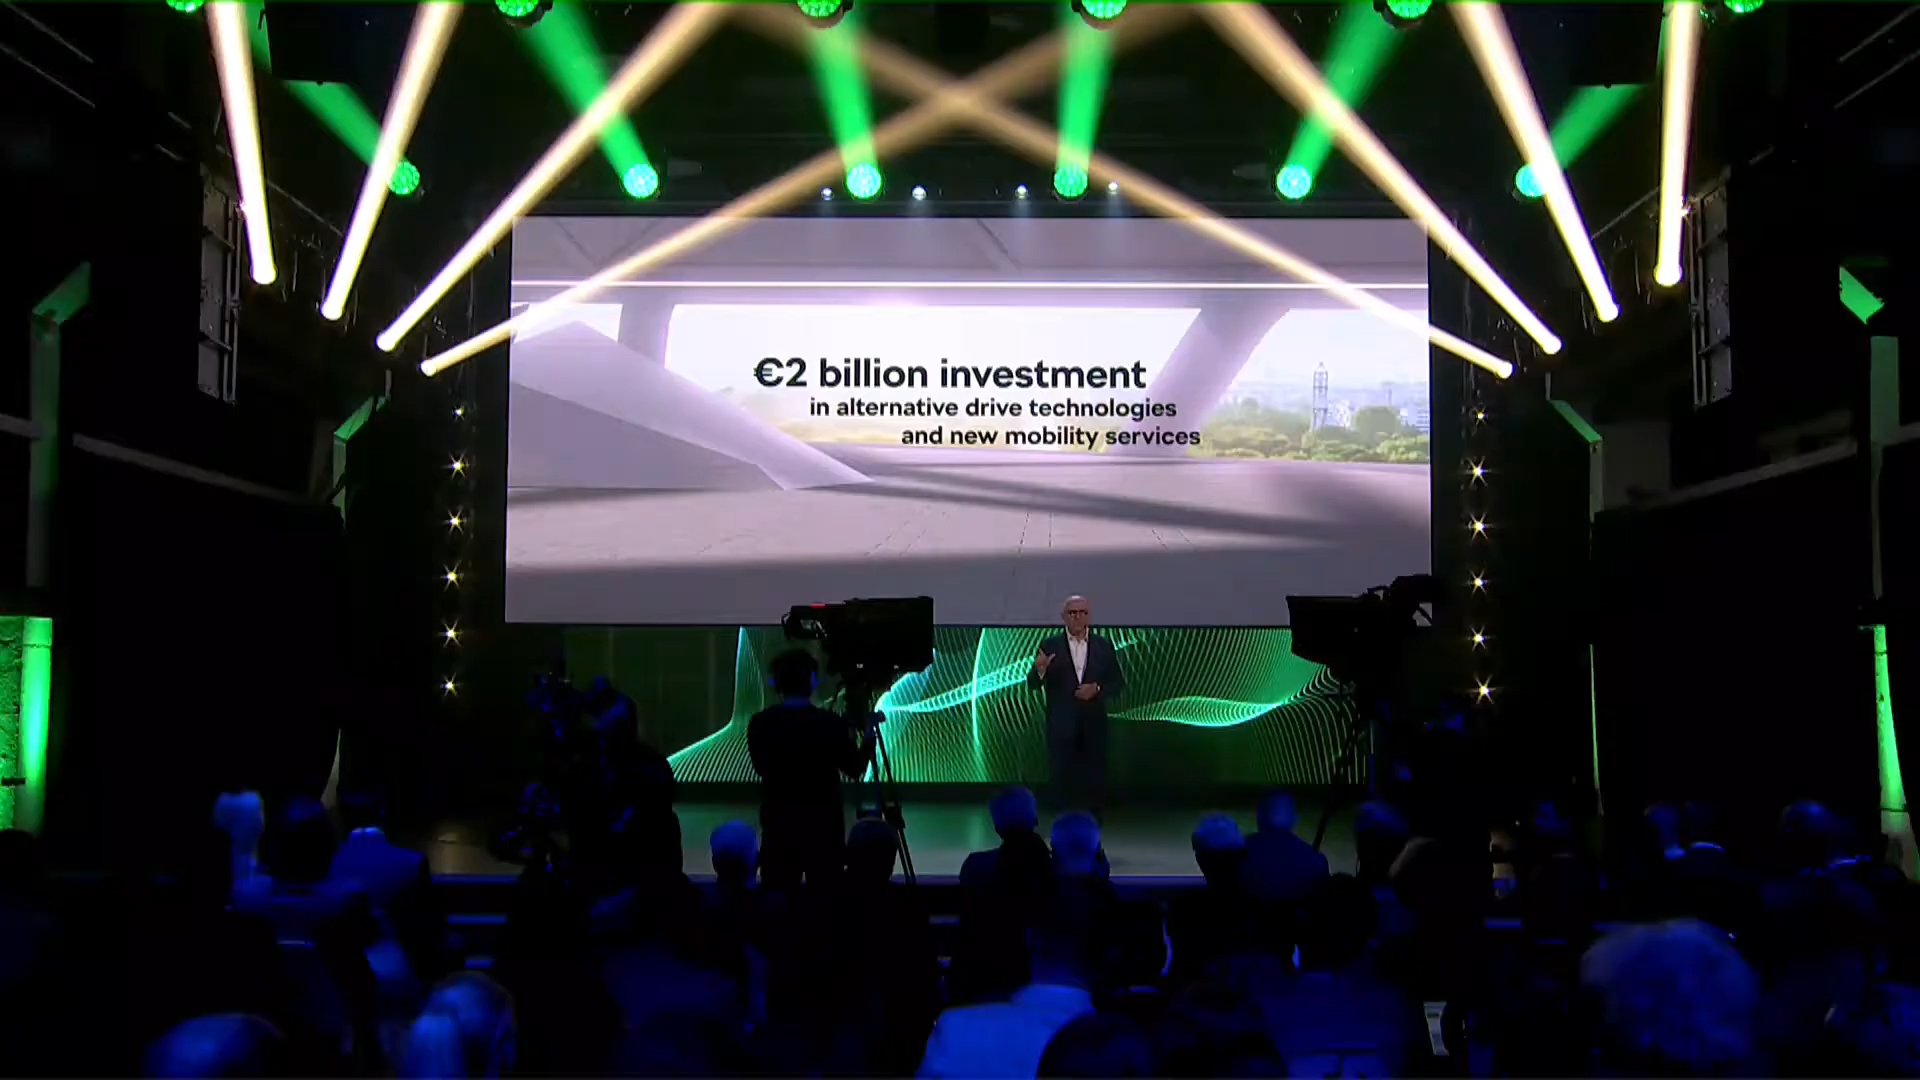 €2 billion investment
in alternative drive technologies
and new mobility services